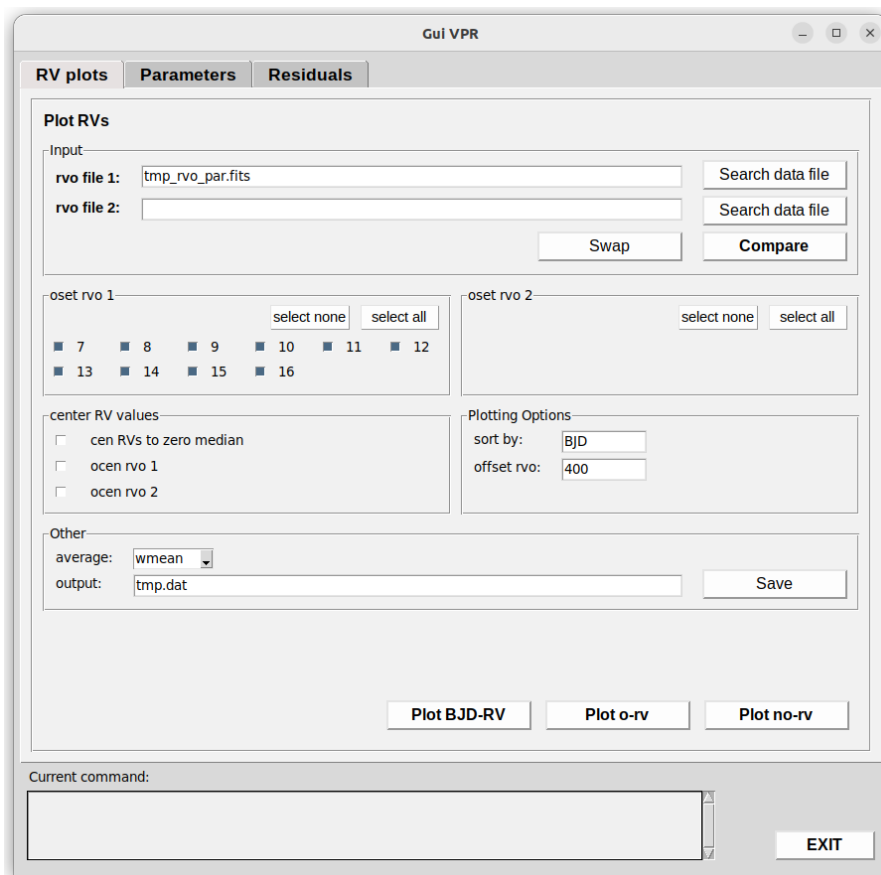 Gui VPR
RV plots Parameters Residuals
Plot RVs
Input
rvo file 1: tmp_rvo_par.fits Search data file
rvo file 2: Search data file
Swap Compare
oset rvo 1
select none select all
7 8 9 10 11 12
13 14 15 16
oset rvo 2
select none select all
center RV values
cen RVs to zero median
ocen rvo 1
ocen rvo 2
Plotting Options
sort by: BJD
offset rvo: 400
Other
average: wmean
output: tmp.dat Save
Plot BJD-RV Plot o-rv Plot no-rv
Current command:
EXIT